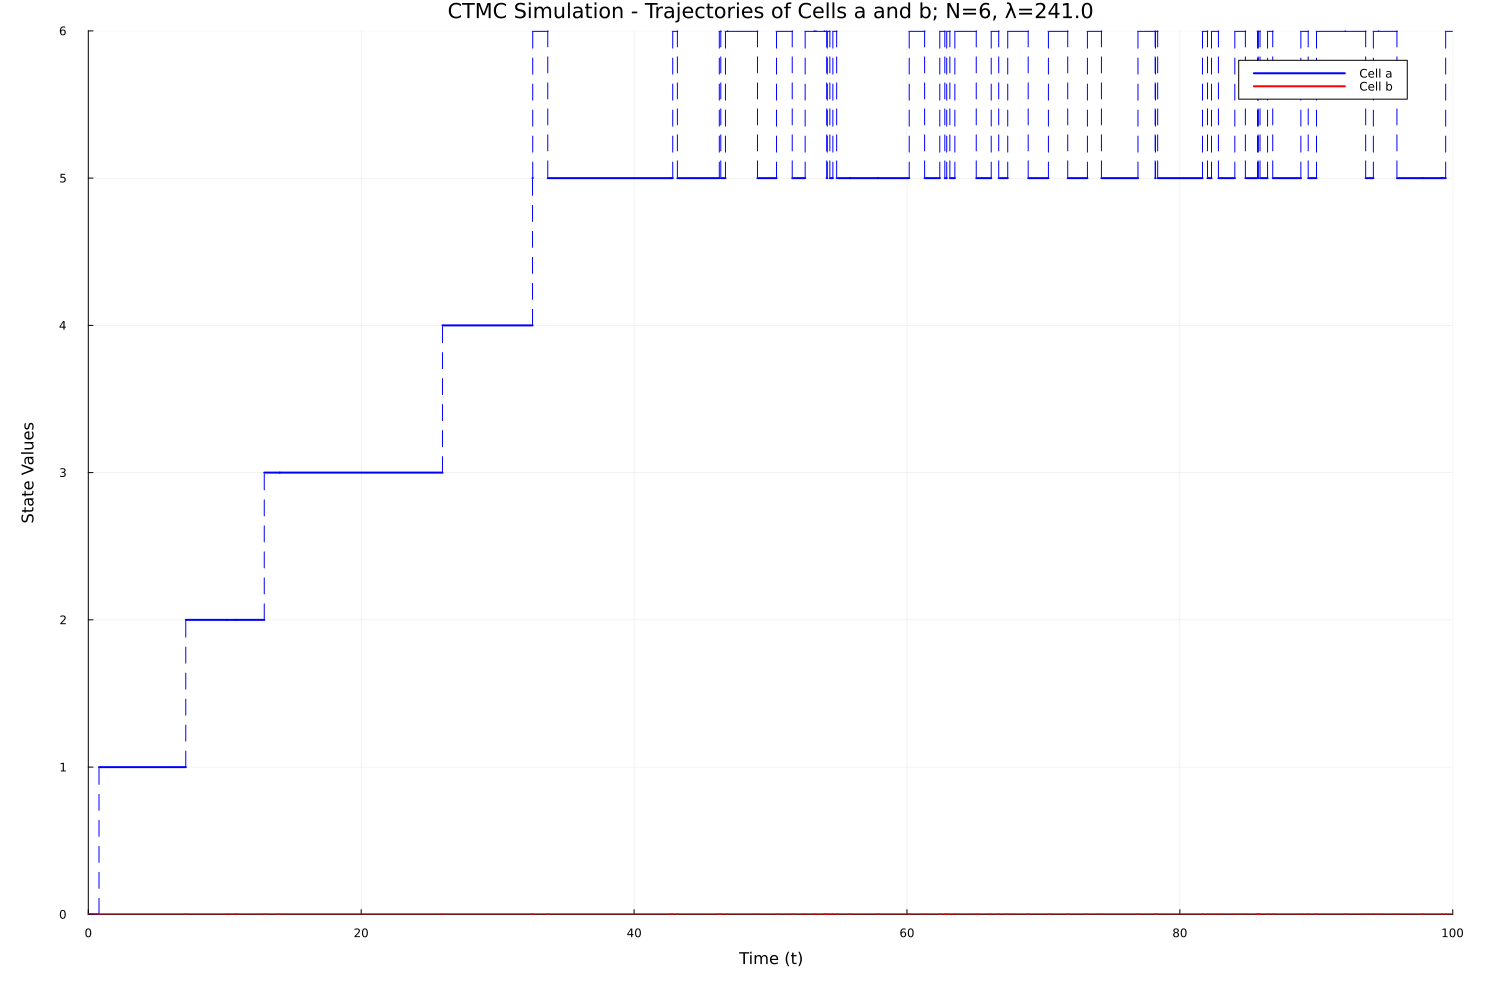 CTMC Simulation - Trajectories of Cells a and b; N=6, λ=241.0
6
5
4
3
2
1
0
State Values
Cell a
Cell b
0 20 40 60 80 100
Time (t)